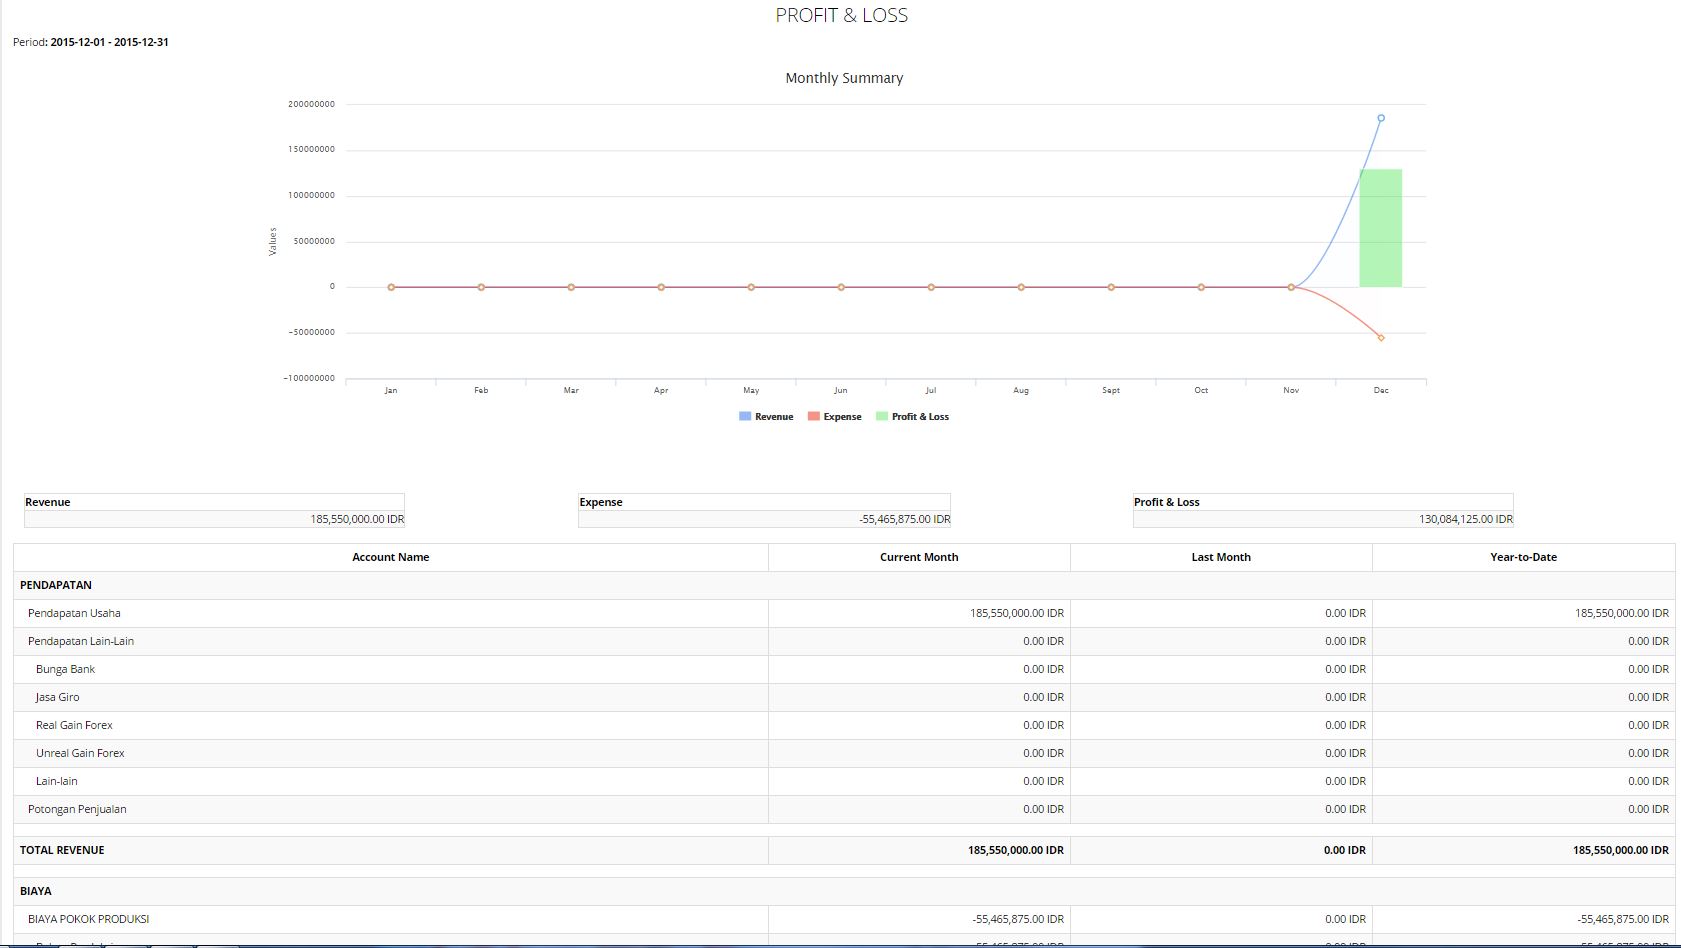 PROFIT & LOSS
Period: 2015-12-01 - 2015-12-31
Monthly Summary
200000000
150000000
100000000
50000000
0
-50000000
-100000000
Values
Jan Feb Mar Apr May Jun Jul Aug Sept Oct Nov Dec
Revenue Expense Profit & Loss
Revenue Expense Profit & Loss
185,550,000.00 IDR -55,465,875.00 IDR 130,084,125.00 IDR
Account Name Current Month Last Month Year-to-Date
PENDAPATAN
Pendapatan Usaha 185,550,000.00 IDR 0.00 IDR 185,550,000.00 IDR
Pendapatan Lain-Lain 0.00 IDR 0.00 IDR 0.00 IDR
Bunga Bank 0.00 IDR 0.00 IDR 0.00 IDR
Jasa Giro 0.00 IDR 0.00 IDR 0.00 IDR
Real Gain Forex 0.00 IDR 0.00 IDR 0.00 IDR
Unreal Gain Forex 0.00 IDR 0.00 IDR 0.00 IDR
Lain-lain 0.00 IDR 0.00 IDR 0.00 IDR
Potongan Penjualan 0.00 IDR 0.00 IDR 0.00 IDR
TOTAL REVENUE 185,550,000.00 IDR 0.00 IDR 185,550,000.00 IDR
BIAYA
BIAYA POKOK PRODUKSI -55,465,875.00 IDR 0.00 IDR -55,465,875.00 IDR